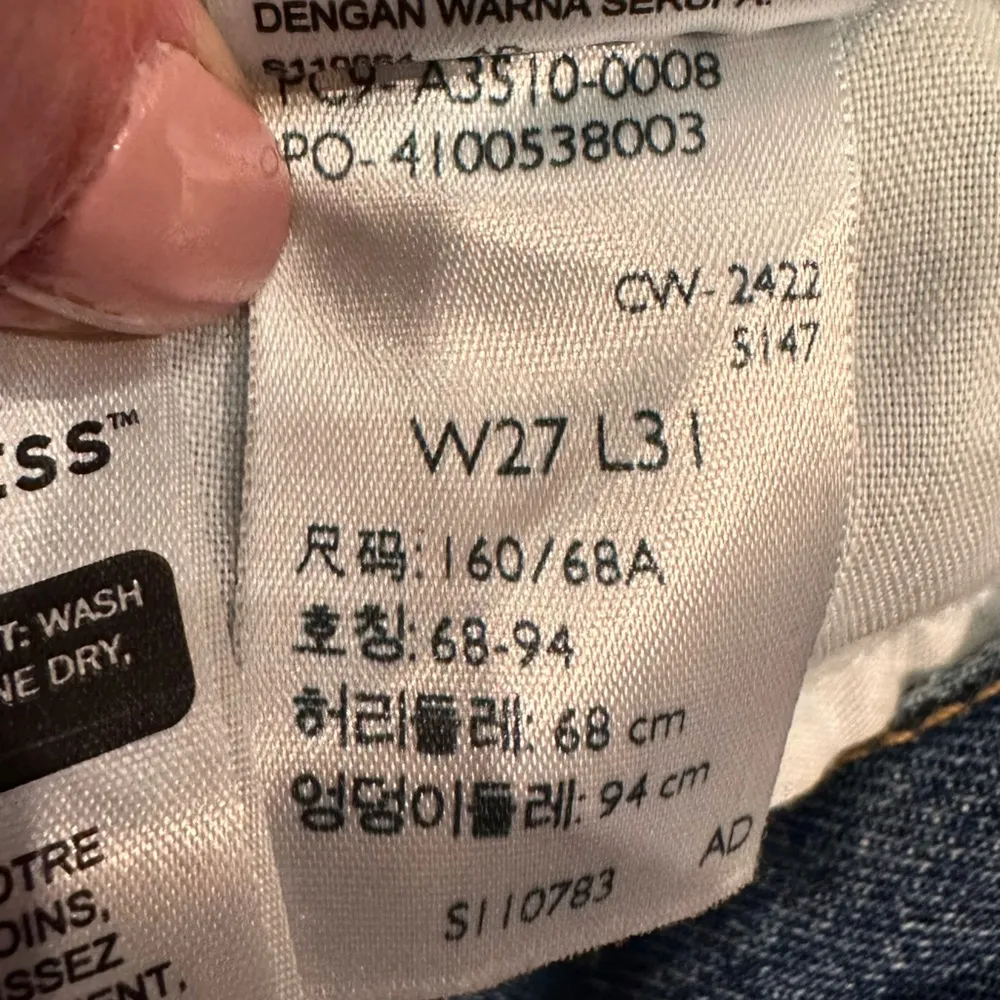 DENGAN WARNA SERUPA.
PC9-A3510-0008
PO-4100538003
CW-2422
S147
W27 L31
尺码: 160/68A
호칭: 68-94
허리둘레: 68 cm
엉덩이둘레: 94 cm
AD
S110783
ESS™
T: WASH
NE DRY,
OTRE
OINS,
SSEZ
ENT,